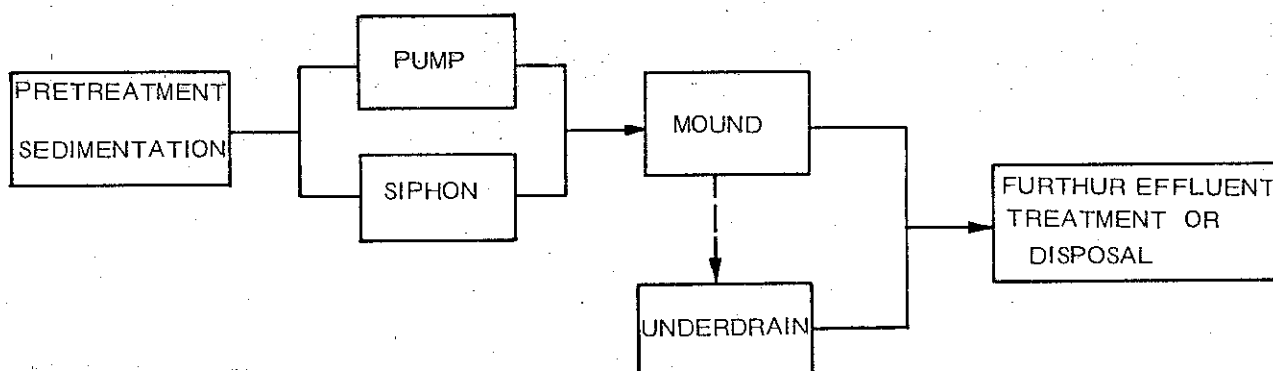 PRETREATMENT
SEDIMENTATION
PUMP
SIPHON
MOUND
UNDERDRAIN
FURTHUR EFFLUENT
TREATMENT OR
DISPOSAL